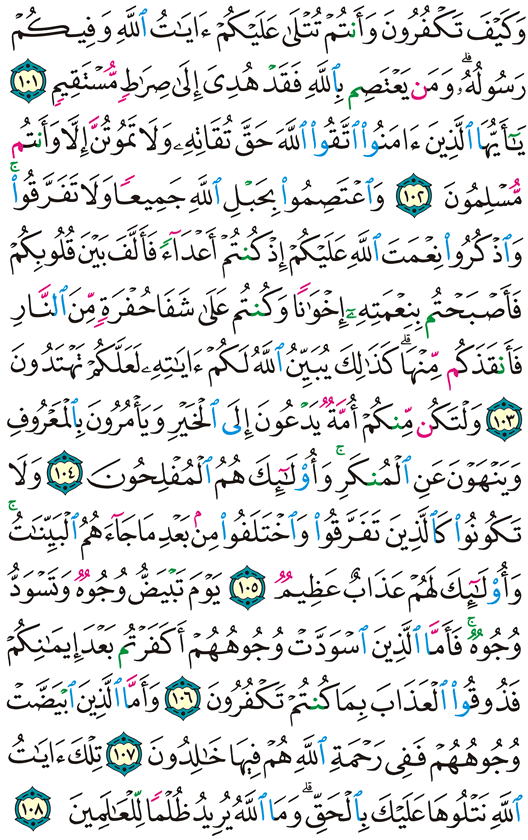 وَكَيْفَ تَكْفُرُونَ وَأَنتُمْ تُتْلَىٰ عَلَيْكُمْ ءَايَـٰتُ ٱللَّهِ وَفِيكُمْ
رَسُولُهُۥ ۗ وَمَن يَعْتَصِم بِٱللَّهِ فَقَدْ هُدِىَ إِلَىٰ صِرَٰطٍ مُّسْتَقِيمٍ ١٠١
يَـٰٓأَيُّهَا ٱلَّذِينَ ءَامَنُوا۟ ٱتَّقُوا۟ ٱللَّهَ حَقَّ تُقَاتِهِۦ وَلَا تَمُوتُنَّ إِلَّا وَأَنتُم
مُّسْلِمُونَ ١٠٢ وَٱعْتَصِمُوا۟ بِحَبْلِ ٱللَّهِ جَمِيعًا وَلَا تَفَرَّقُوا۟ ۚ
وَٱذْكُرُوا۟ نِعْمَتَ ٱللَّهِ عَلَيْكُمْ إِذْ كُنتُمْ أَعْدَآءً فَأَلَّفَ بَيْنَ قُلُوبِكُمْ
فَأَصْبَحْتُم بِنِعْمَتِهِۦٓ إِخْوَٰنًا وَكُنتُمْ عَلَىٰ شَفَا حُفْرَةٍ مِّنَ ٱلنَّارِ
فَأَنقَذَكُم مِّنْهَا ۗ كَذَٰلِكَ يُبَيِّنُ ٱللَّهُ لَكُمْ ءَايَـٰتِهِۦ لَعَلَّكُمْ تَهْتَدُونَ
١٠٣ وَلْتَكُن مِّنكُمْ أُمَّةٌ يَدْعُونَ إِلَى ٱلْخَيْرِ وَيَأْمُرُونَ بِٱلْمَعْرُوفِ
وَيَنْهَوْنَ عَنِ ٱلْمُنكَرِ ۚ وَأُو۟لَـٰٓئِكَ هُمُ ٱلْمُفْلِحُونَ ١٠٤ وَلَا
تَكُونُوا۟ كَٱلَّذِينَ تَفَرَّقُوا۟ وَٱخْتَلَفُوا۟ مِنۢ بَعْدِ مَا جَآءَهُمُ ٱلْبَيِّنَـٰتُ ۚ
وَأُو۟لَـٰٓئِكَ لَهُمْ عَذَابٌ عَظِيمٌ ١٠٥ يَوْمَ تَبْيَضُّ وُجُوهٌ وَتَسْوَدُّ
وُجُوهٌ ۚ فَأَمَّا ٱلَّذِينَ ٱسْوَدَّتْ وُجُوهُهُمْ أَكَفَرْتُم بَعْدَ إِيمَـٰنِكُمْ
فَذُوقُوا۟ ٱلْعَذَابَ بِمَا كُنتُمْ تَكْفُرُونَ ١٠٦ وَأَمَّا ٱلَّذِينَ ٱبْيَضَّتْ
وُجُوهُهُمْ فَفِى رَحْمَةِ ٱللَّهِ هُمْ فِيهَا خَـٰلِدُونَ ١٠٧ تِلْكَ ءَايَـٰتُ
ٱللَّهِ نَتْلُوهَا عَلَيْكَ بِٱلْحَقِّ ۗ وَمَا ٱللَّهُ يُرِيدُ ظُلْمًا لِّلْعَـٰلَمِينَ ١٠٨